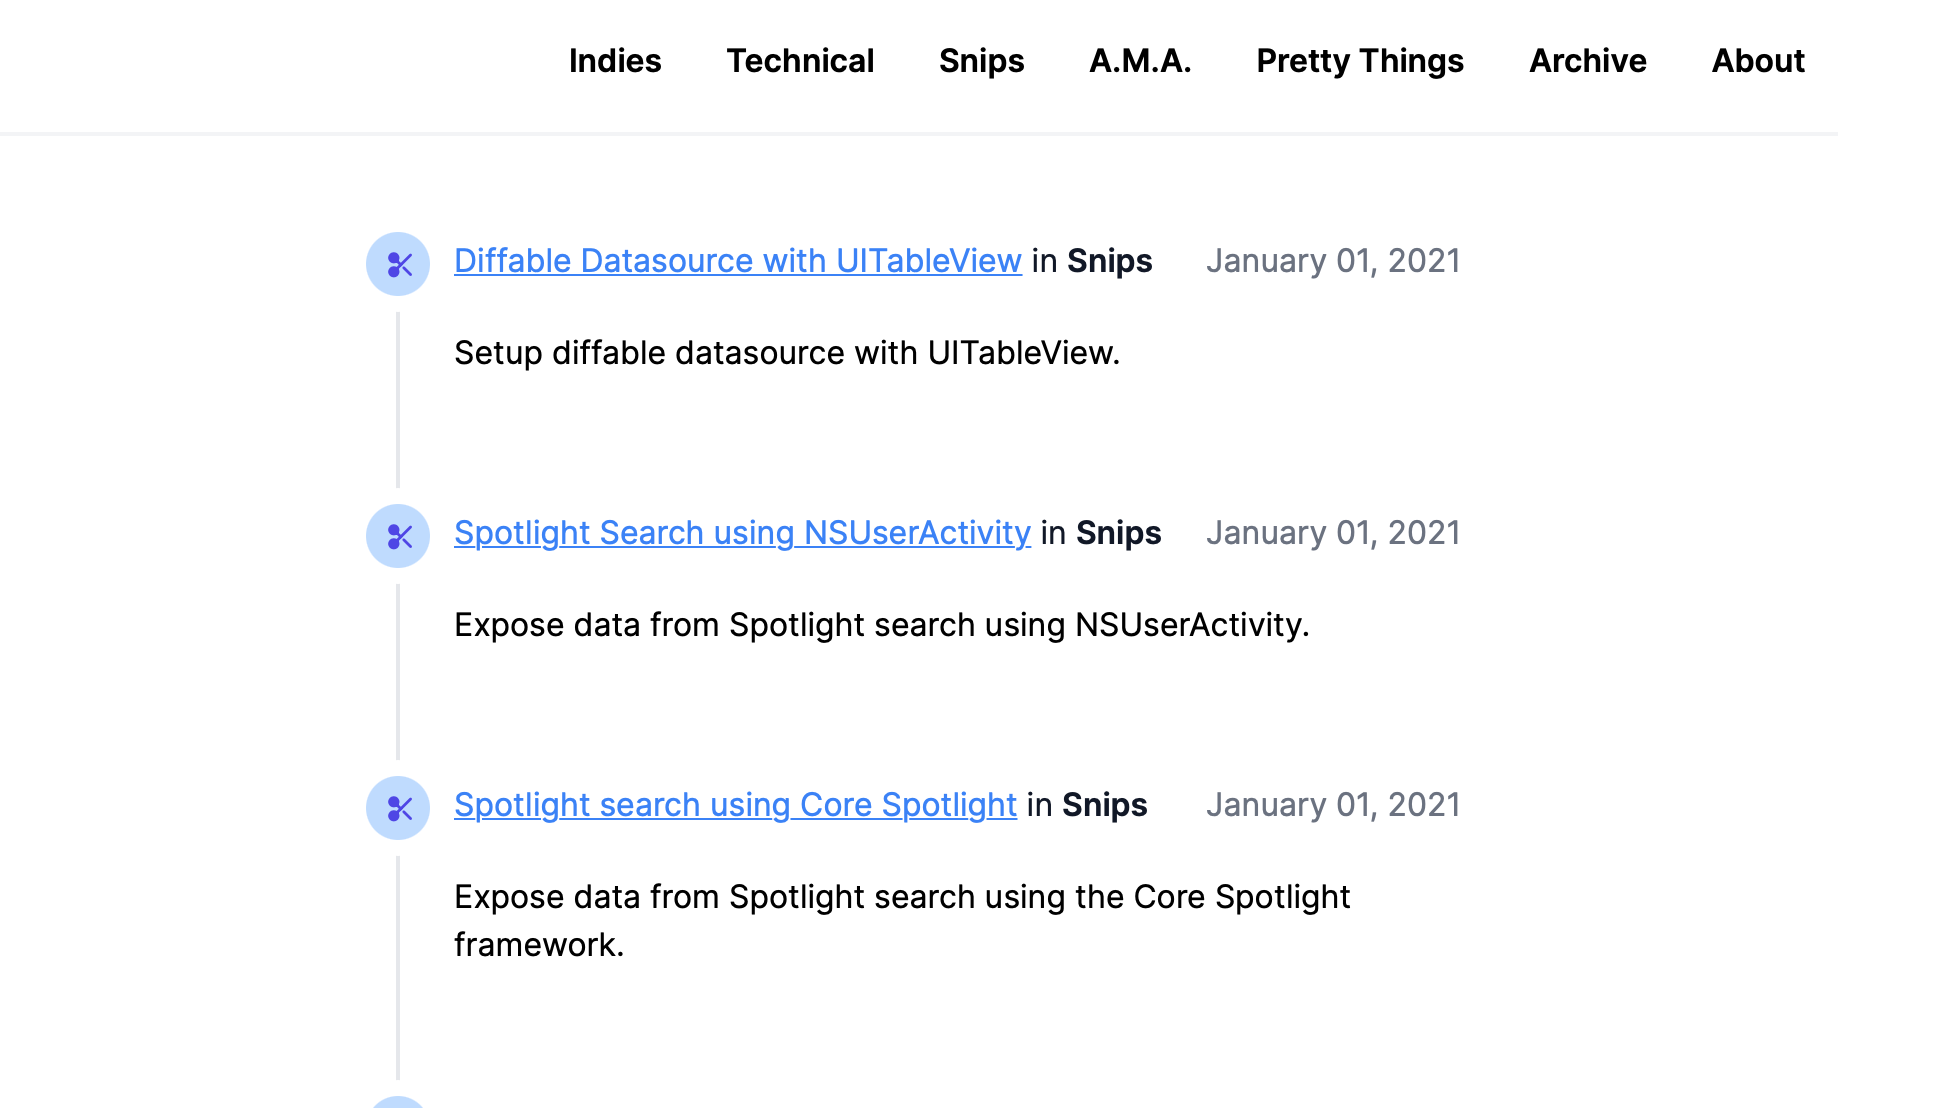 Indies Technical Snips A.M.A. Pretty Things Archive About
Diffable Datasource with UITableView in Snips January 01, 2021
Setup diffable datasource with UITableView.
Spotlight Search using NSUserActivity in Snips January 01, 2021
Expose data from Spotlight search using NSUserActivity.
Spotlight search using Core Spotlight in Snips January 01, 2021
Expose data from Spotlight search using the Core Spotlight
framework.